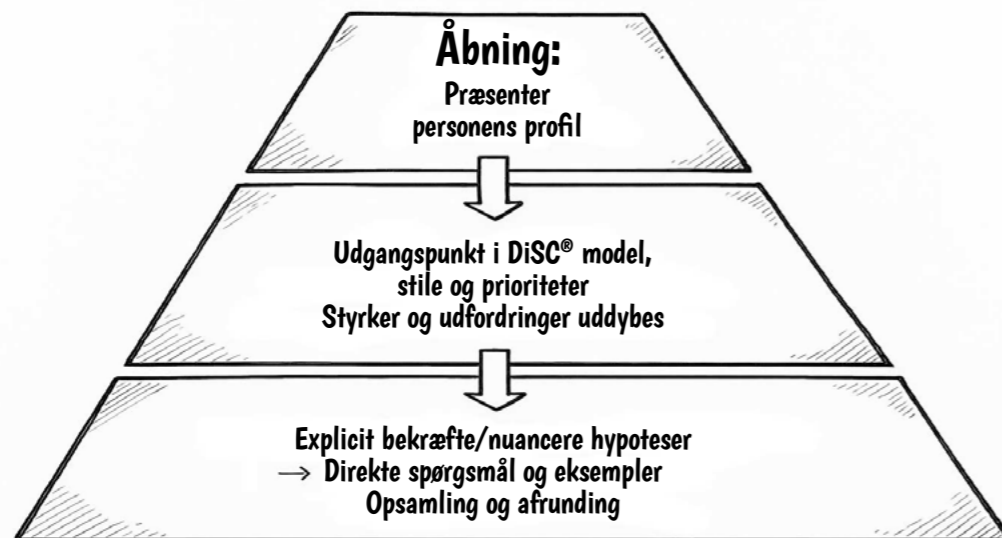 Åbning:
Præsenter
personens profil
Udgangspunkt i DiSC® model,
stile og prioriteter
Styrker og udfordringer uddybes
Explicit bekræfte/nuancere hypoteser
→ Direkte spørgsmål og eksempler
Opsamling og afrunding